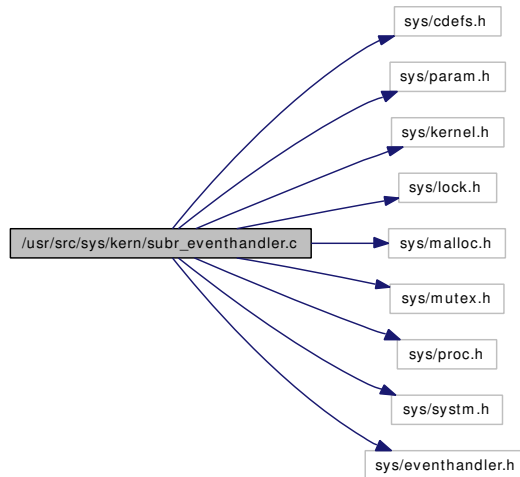 sys/cdefs.h
sys/param.h
sys/kernel.h
sys/lock.h
/usr/src/sys/kern/subr_eventhandler.c
sys/malloc.h
sys/mutex.h
sys/proc.h
sys/systm.h
sys/eventhandler.h